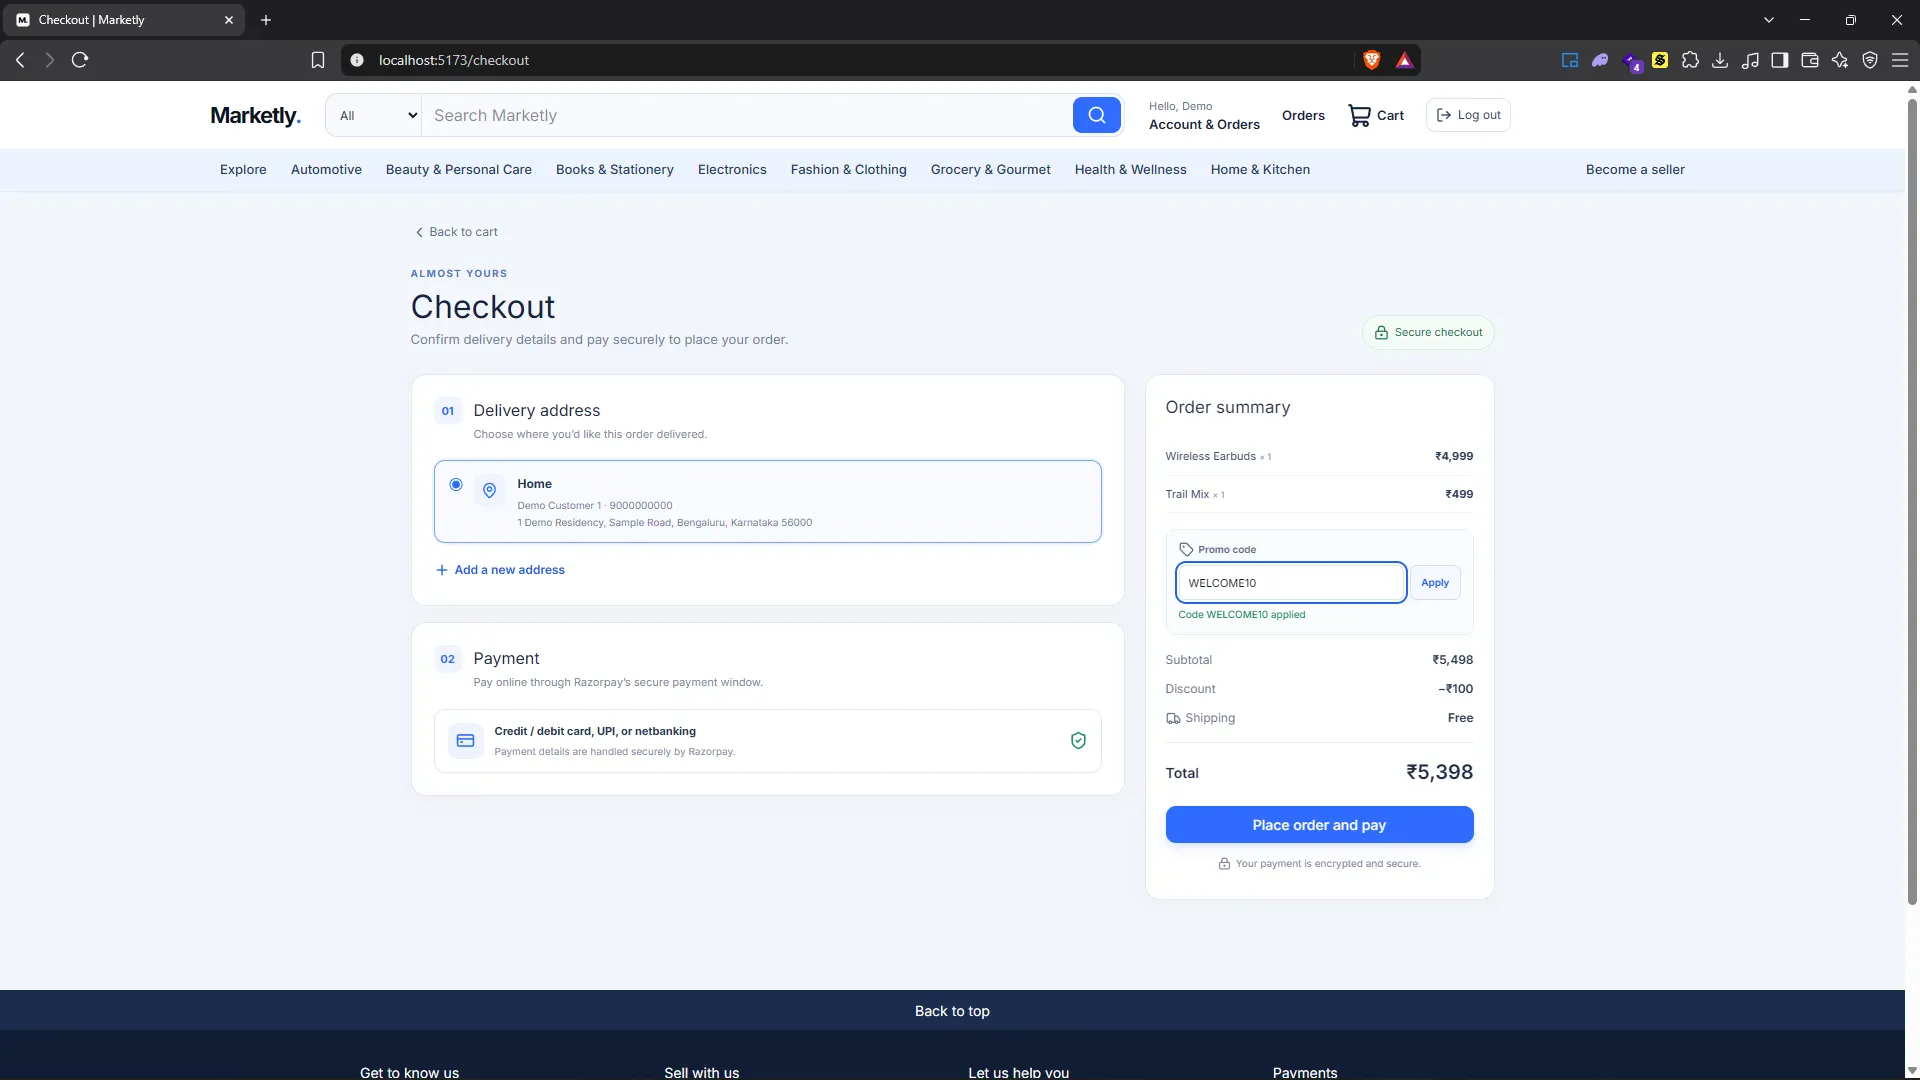 Checkout | Marketly
localhost:5173/checkout
4
Marketly.
All
Search Marketly
Hello, Demo
Account & Orders
Orders
Cart
Log out
Explore
Automotive
Beauty & Personal Care
Books & Stationery
Electronics
Fashion & Clothing
Grocery & Gourmet
Health & Wellness
Home & Kitchen
Become a seller
Back to cart
ALMOST YOURS
Checkout
Confirm delivery details and pay securely to place your order.
Secure checkout
01
Delivery address
Choose where you'd like this order delivered.
Home
Demo Customer 1 · 9000000000
1 Demo Residency, Sample Road, Bengaluru, Karnataka 56000
Add a new address
02
Payment
Pay online through Razorpay's secure payment window.
Credit / debit card, UPI, or netbanking
Payment details are handled securely by Razorpay.
Order summary
Wireless Earbuds × 1 ₹4,999
Trail Mix × 1 ₹499
Promo code
WELCOME10
Apply
Code WELCOME10 applied
Subtotal ₹5,498
Discount −₹100
Shipping Free
Total ₹5,398
Place order and pay
Your payment is encrypted and secure.
Back to top
Get to know us
Sell with us
Let us help you
Payments